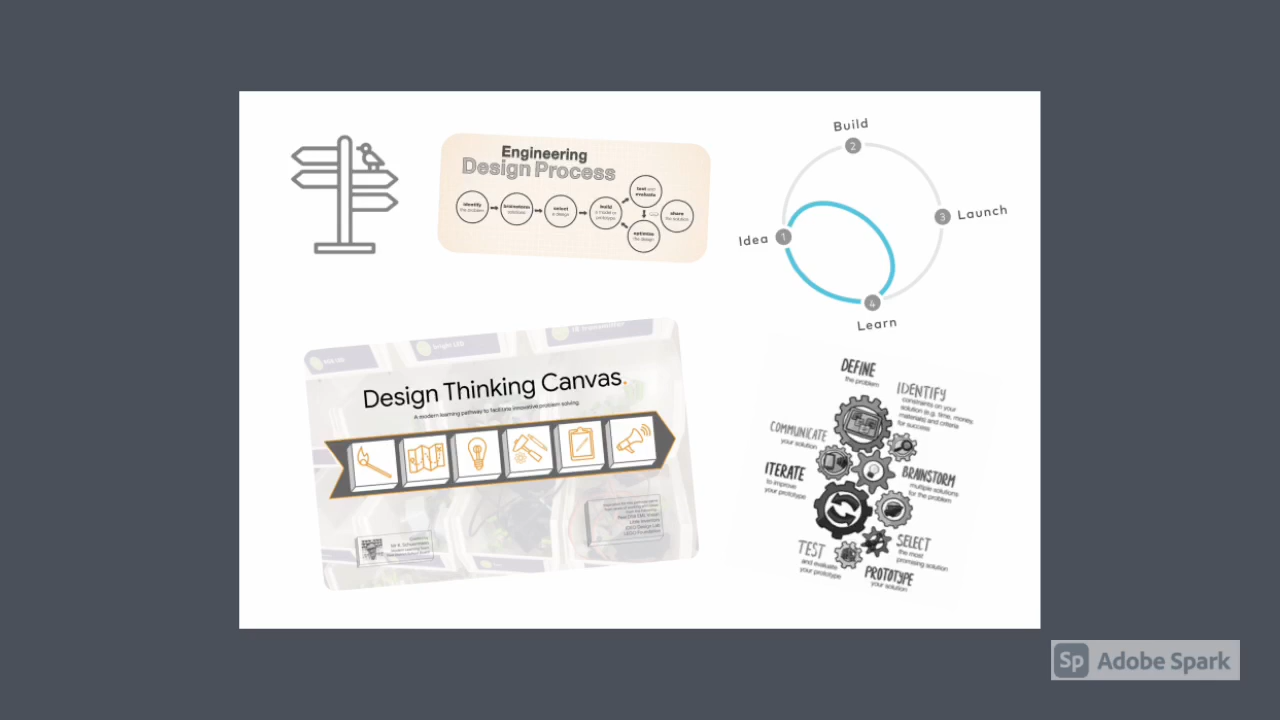 Engineering
Design Process
identify
the problem
brainstorm
solutions
select
a design
build
a model or
prototype
test and
evaluate
optimize
the design
share
the solution
Build
2
3
Launch
Idea
1
4
Learn
bright LED
Design Thinking Canvas.
A modern learning pathway to facilitate innovative problem solving.
DEFINE
the problem
IDENTIFY
constraints on your
solution (e.g. time, money,
materials) and criteria
for success
COMMUNICATE
your solution
ITERATE
to improve
your prototype
BRAINSTORM
multiple solutions
for the problem
SELECT
the most
promising solution
TEST
and evaluate
your prototype
PROTOTYPE
your solution
Sp
Adobe Spark